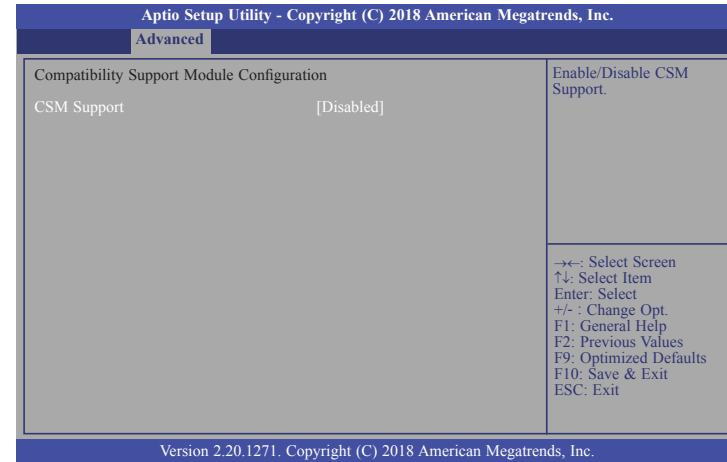 Aptio Setup Utility - Copyright (C) 2018 American Megatrends, Inc.
Advanced
Compatibility Support Module Configuration
CSM Support [Disabled]
Enable/Disable CSM
Support.
→←: Select Screen
↑↓: Select Item
Enter: Select
+/- : Change Opt.
F1: General Help
F2: Previous Values
F9: Optimized Defaults
F10: Save & Exit
ESC: Exit
Version 2.20.1271. Copyright (C) 2018 American Megatrends, Inc.